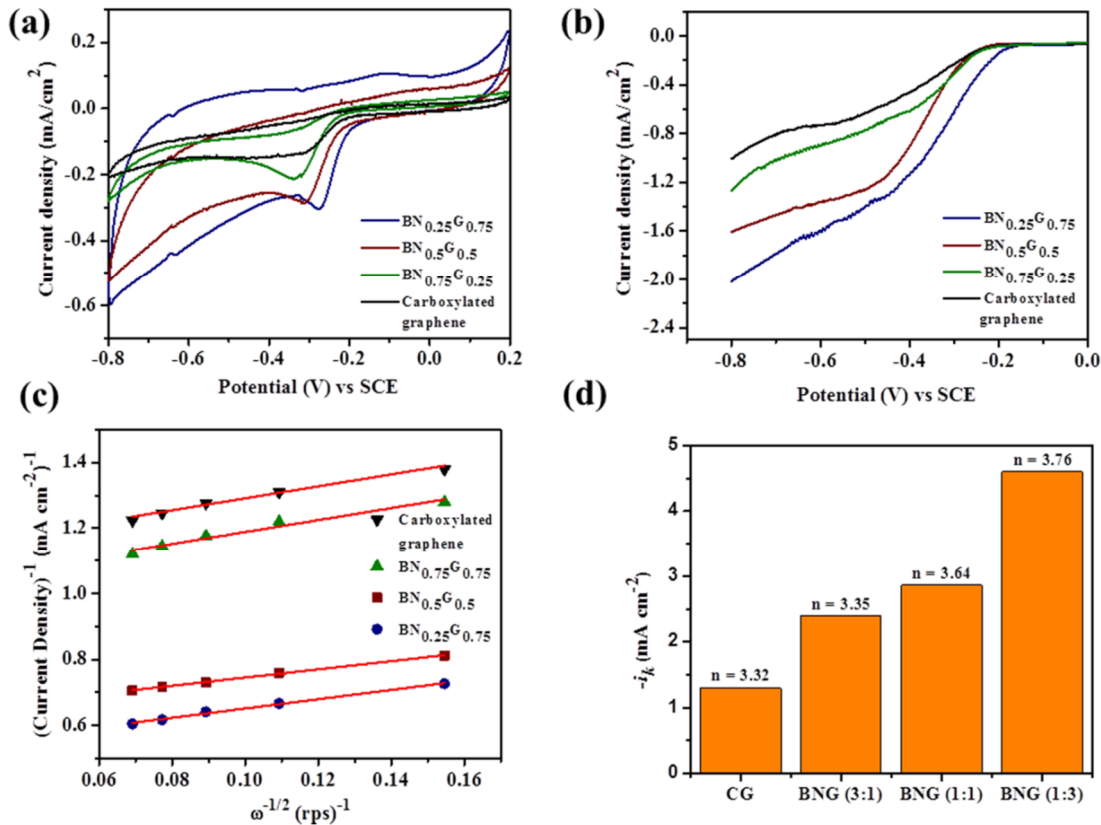 (a)
0.2
0.0
-0.2
-0.4
-0.6
Current density (mA/cm²)
BN0.25G0.75
BN0.5G0.5
BN0.75G0.25
Carboxylated
graphene
-0.8 -0.6 -0.4 -0.2 0.0 0.2
Potential (V) vs SCE
(b)
0.0
-0.4
-0.8
-1.2
-1.6
-2.0
-2.4
Current density (mA/cm²)
BN0.25G0.75
BN0.5G0.5
BN0.75G0.25
Carboxylated
graphene
-0.8 -0.6 -0.4 -0.2 0.0
Potential (V) vs SCE
(c)
1.4
1.2
1.0
0.8
0.6
(Current Density)⁻¹ (mA cm⁻²)⁻¹
Carboxylated
graphene
BN0.75G0.75
BN0.5G0.5
BN0.25G0.75
0.06 0.08 0.10 0.12 0.14 0.16
ω⁻¹/² (rps)⁻¹
(d)
5
4
3
2
1
0
-ik (mA cm⁻²)
n = 3.32
n = 3.35
n = 3.64
n = 3.76
CG BNG (3:1) BNG (1:1) BNG (1:3)